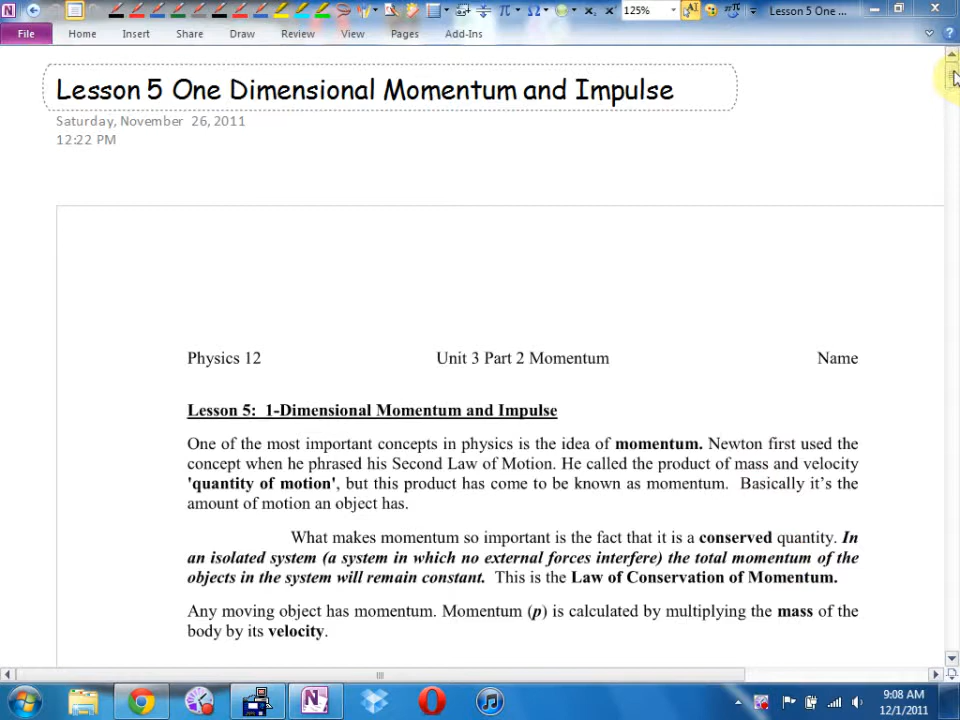 125%
Lesson 5 One ...
File Home Insert Share Draw Review View Pages Add-Ins
Lesson 5 One Dimensional Momentum and Impulse
Saturday, November 26, 2011
12:22 PM
Physics 12 Unit 3 Part 2 Momentum Name
Lesson 5: 1-Dimensional Momentum and Impulse
One of the most important concepts in physics is the idea of momentum. Newton first used the
concept when he phrased his Second Law of Motion. He called the product of mass and velocity
'quantity of motion', but this product has come to be known as momentum. Basically it's the
amount of motion an object has.
What makes momentum so important is the fact that it is a conserved quantity. In
an isolated system (a system in which no external forces interfere) the total momentum of the
objects in the system will remain constant. This is the Law of Conservation of Momentum.
Any moving object has momentum. Momentum (p) is calculated by multiplying the mass of the
body by its velocity.
9:08 AM
12/1/2011